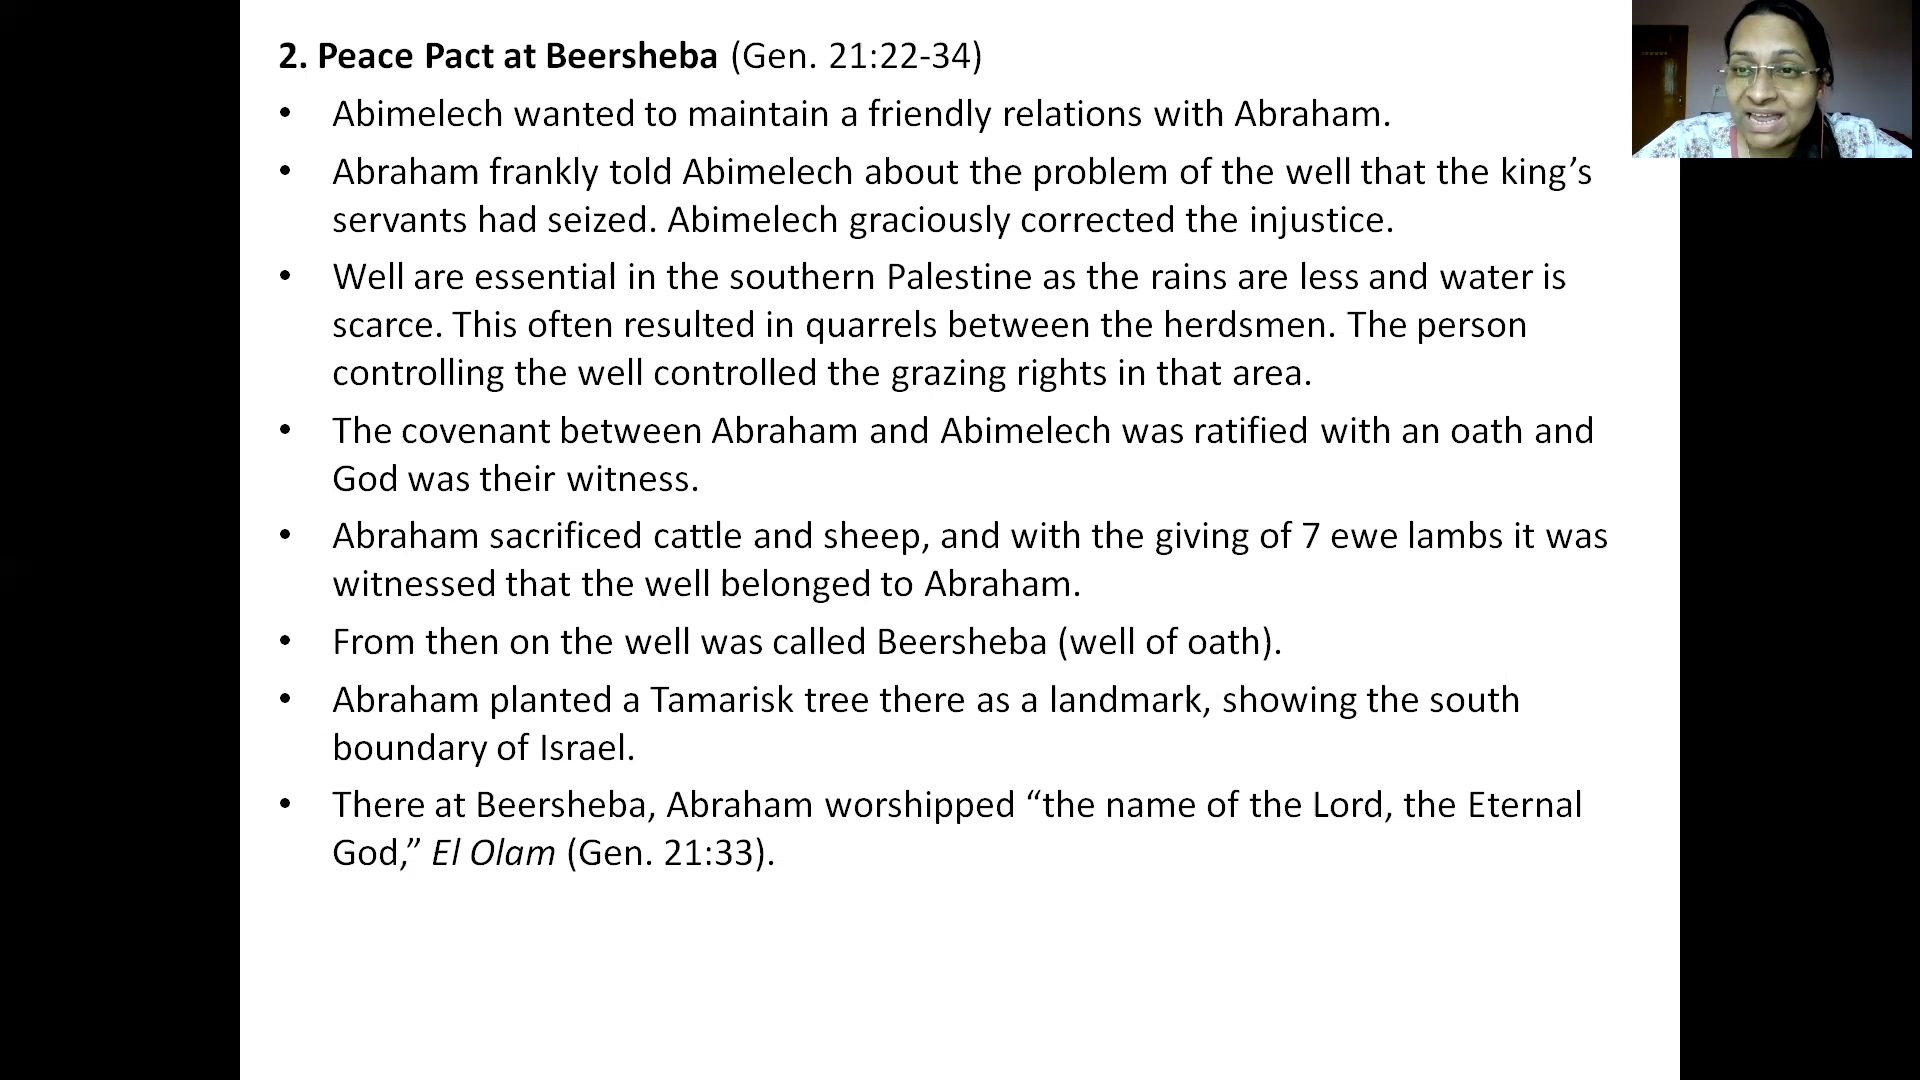 2. Peace Pact at Beersheba (Gen. 21:22-34)
• Abimelech wanted to maintain a friendly relations with Abraham.
• Abraham frankly told Abimelech about the problem of the well that the king’s
servants had seized. Abimelech graciously corrected the injustice.
• Well are essential in the southern Palestine as the rains are less and water is
scarce. This often resulted in quarrels between the herdsmen. The person
controlling the well controlled the grazing rights in that area.
• The covenant between Abraham and Abimelech was ratified with an oath and
God was their witness.
• Abraham sacrificed cattle and sheep, and with the giving of 7 ewe lambs it was
witnessed that the well belonged to Abraham.
• From then on the well was called Beersheba (well of oath).
• Abraham planted a Tamarisk tree there as a landmark, showing the south
boundary of Israel.
• There at Beersheba, Abraham worshipped “the name of the Lord, the Eternal
God,” El Olam (Gen. 21:33).